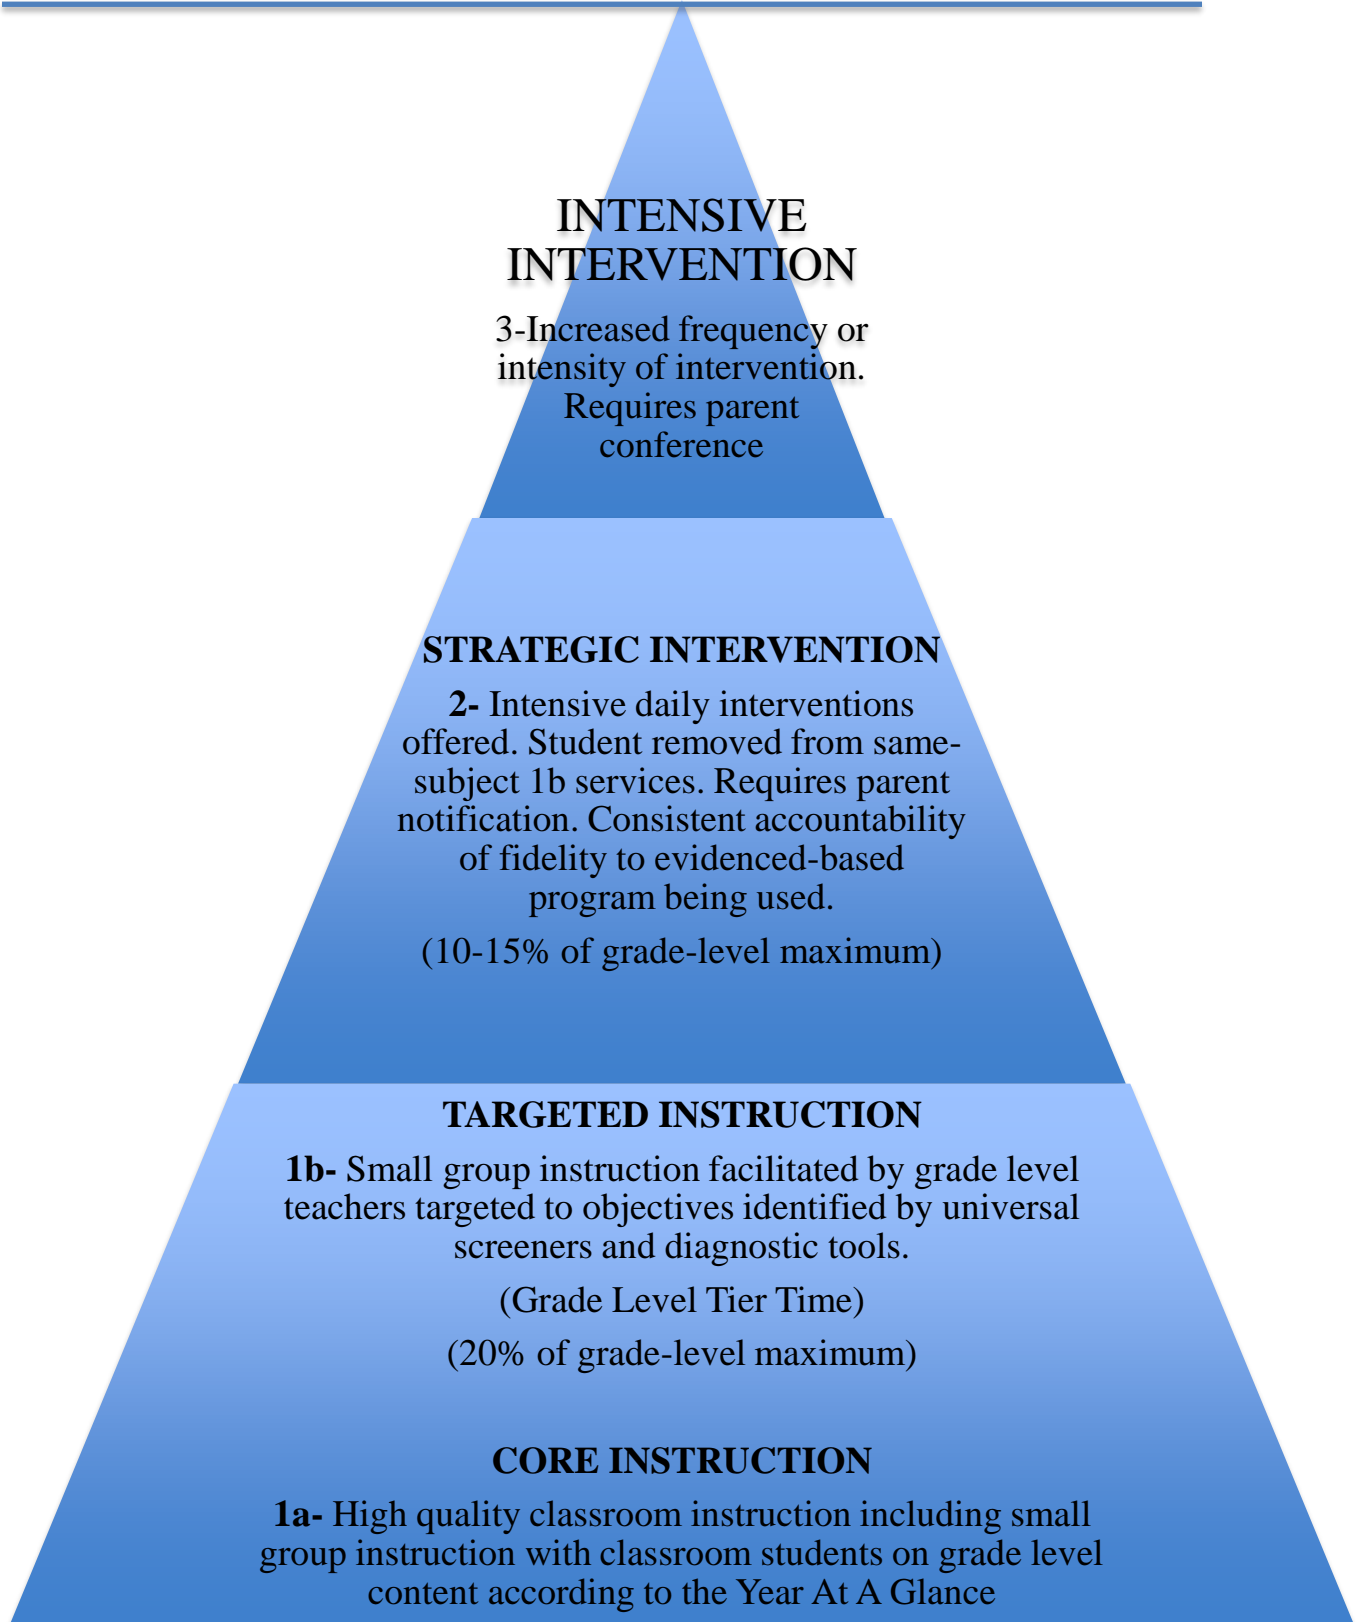 INTENSIVE
INTERVENTION
3-Increased frequency or
intensity of intervention.
Requires parent
conference
STRATEGIC INTERVENTION
2- Intensive daily interventions
offered. Student removed from same-
subject 1b services. Requires parent
notification. Consistent accountability
of fidelity to evidenced-based
program being used.
(10-15% of grade-level maximum)
TARGETED INSTRUCTION
1b- Small group instruction facilitated by grade level
teachers targeted to objectives identified by universal
screeners and diagnostic tools.
(Grade Level Tier Time)
(20% of grade-level maximum)
CORE INSTRUCTION
1a- High quality classroom instruction including small
group instruction with classroom students on grade level
content according to the Year At A Glance